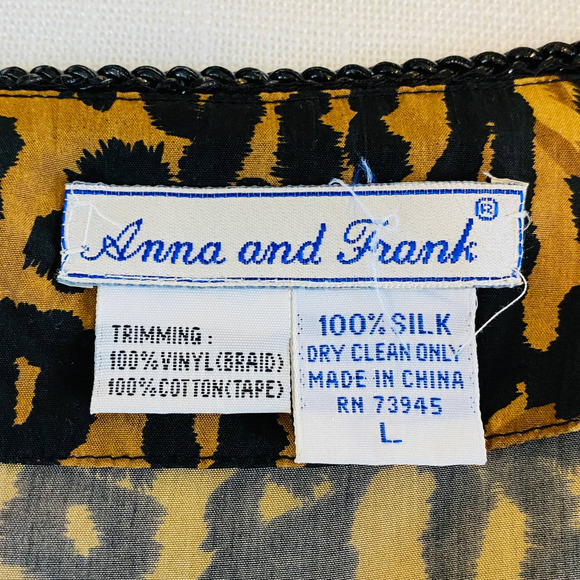 Anna and Frank ®
TRIMMING :
100%VINYL(BRAID)
100%COTTON(TAPE)
100% SILK
DRY CLEAN ONLY
MADE IN CHINA
RN 73945
L